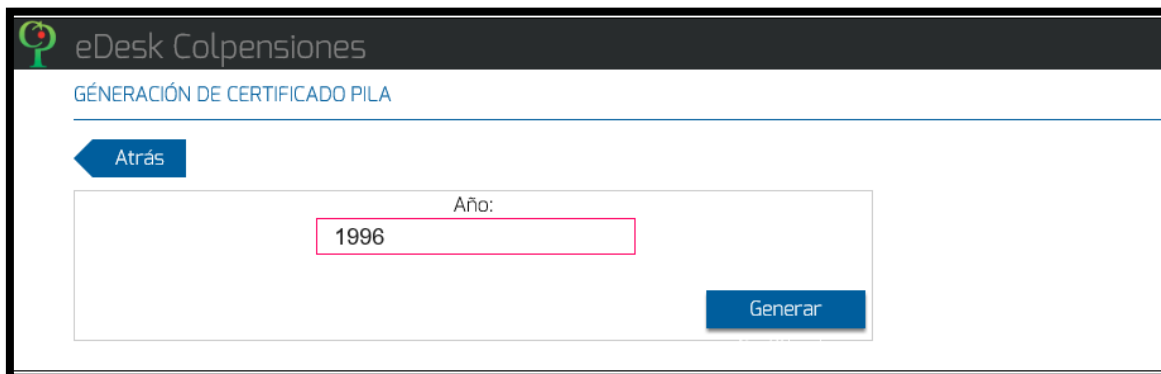 eDesk Colpensiones
GÉNERACIÓN DE CERTIFICADO PILA
Atrás
Año:
1996
Generar